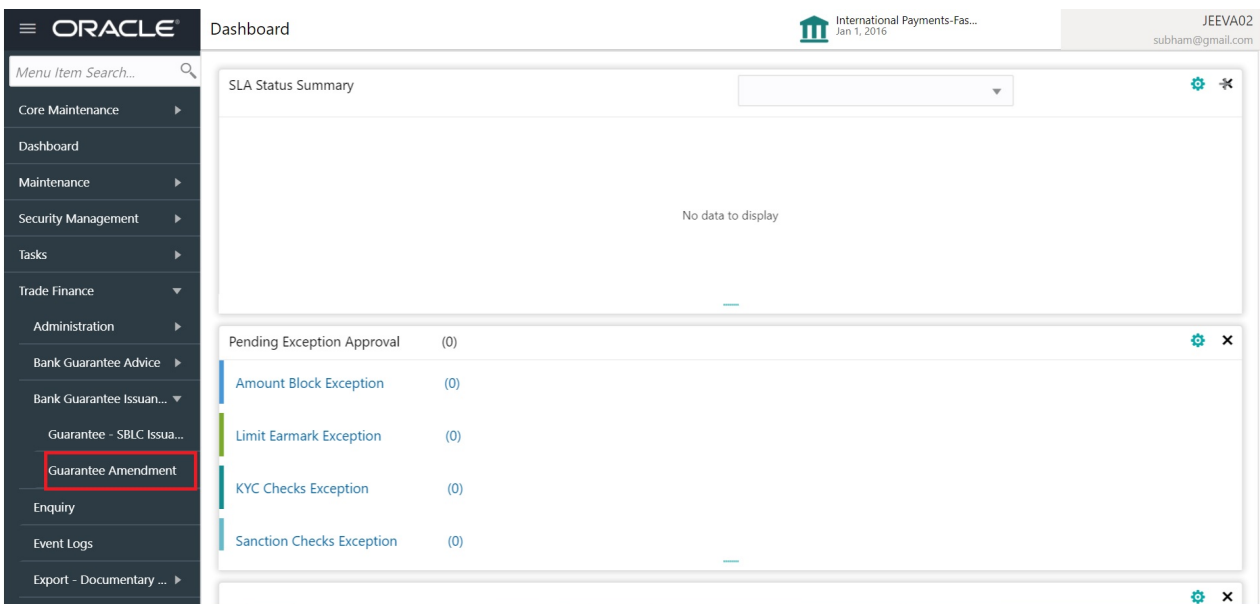 ORACLE
Dashboard
International Payments-Fas...
Jan 1, 2016
JEEVA02
subham@gmail.com
Menu Item Search...
Core Maintenance
Dashboard
Maintenance
Security Management
Tasks
Trade Finance
Administration
Bank Guarantee Advice
Bank Guarantee Issuan...
Guarantee - SBLC Issua...
Guarantee Amendment
Enquiry
Event Logs
Export - Documentary ...
SLA Status Summary
No data to display
Pending Exception Approval (0)
Amount Block Exception (0)
Limit Earmark Exception (0)
KYC Checks Exception (0)
Sanction Checks Exception (0)